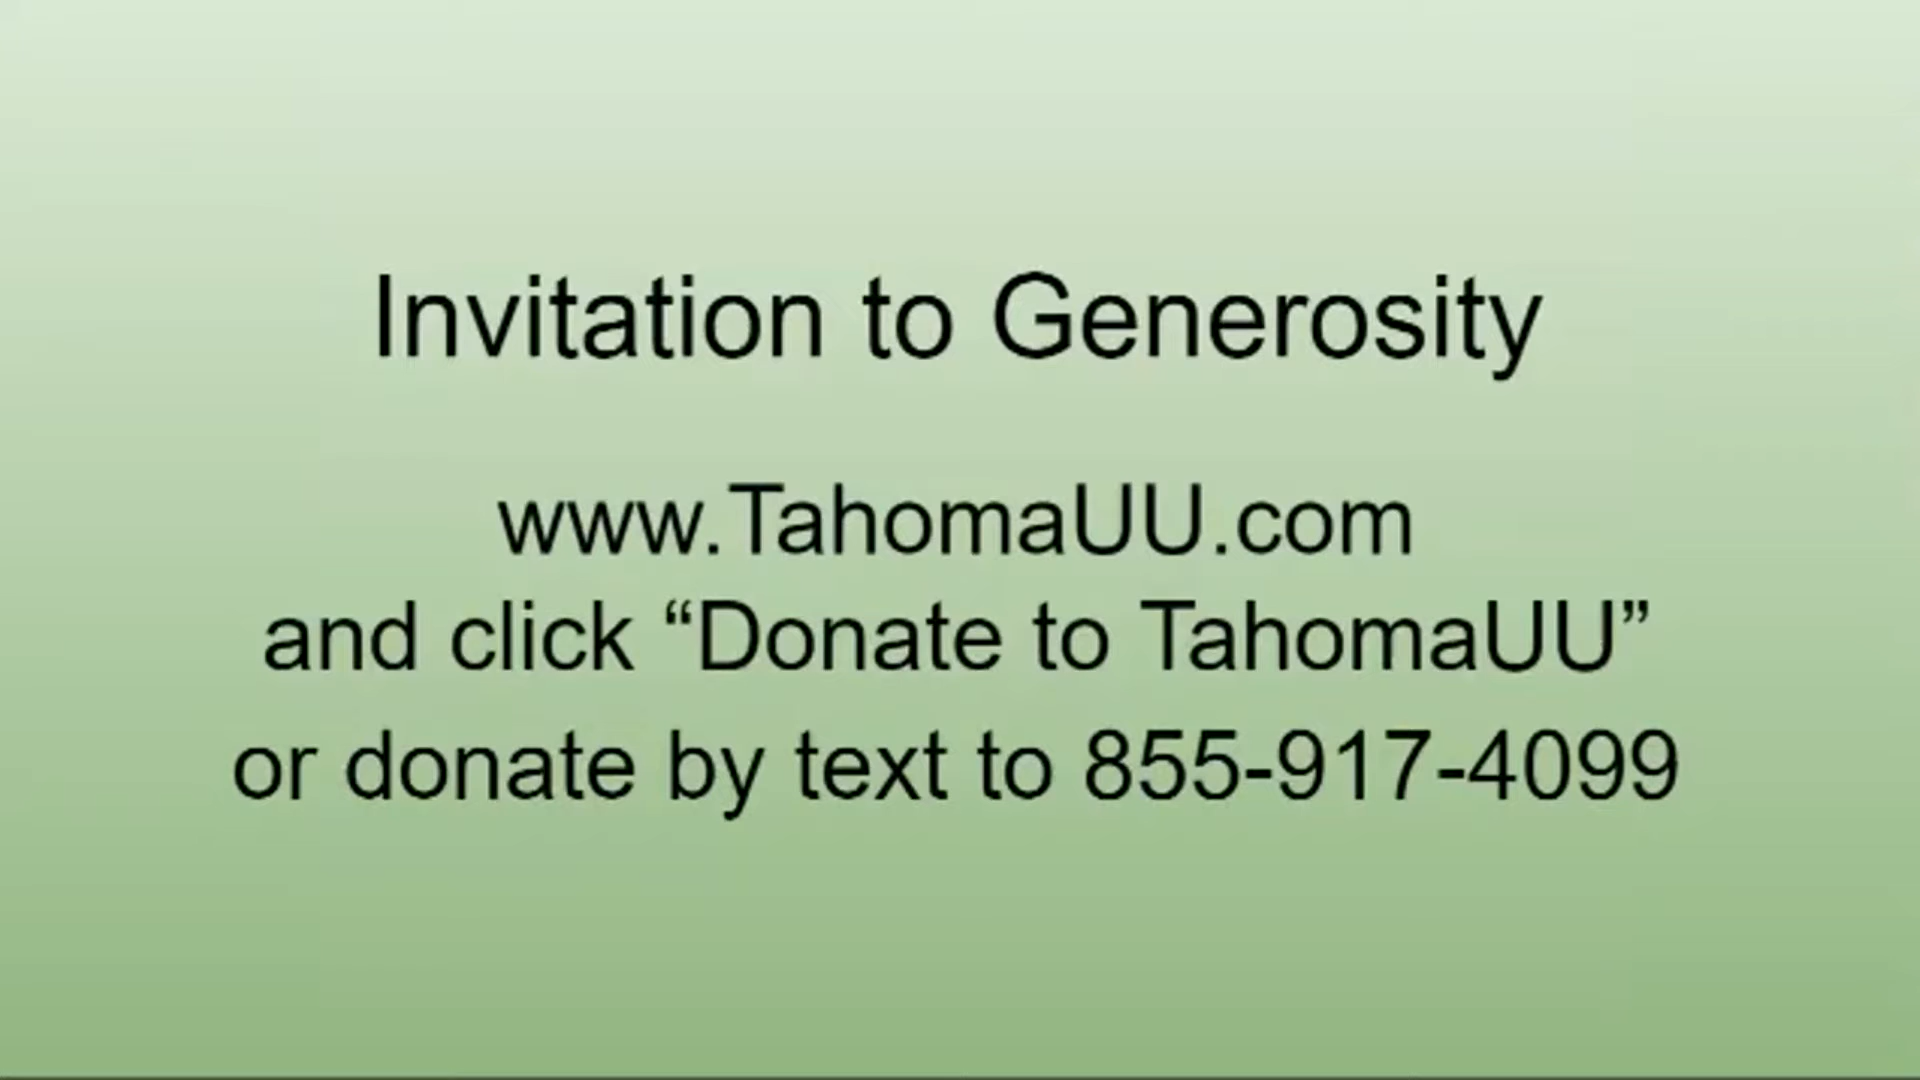 Invitation to Generosity
www.TahomaUU.com
and click “Donate to TahomaUU”
or donate by text to 855-917-4099